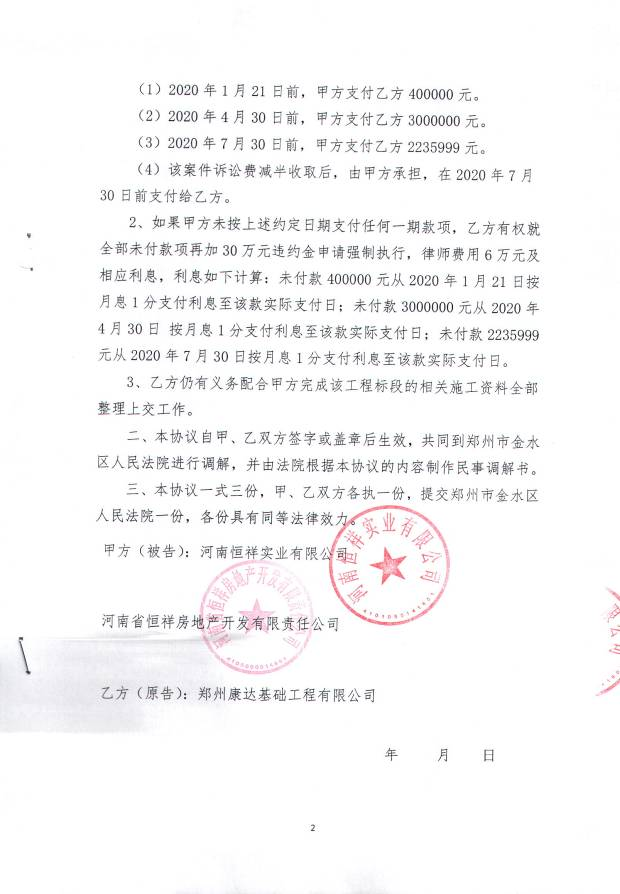 （1）2020 年 1 月 21 日前，甲方支付乙方 400000 元。
（2）2020 年 4 月 30 日前，甲方支付乙方 3000000 元。
（3）2020 年 7 月 30 日前，甲方支付乙方 2235999 元。
（4）该案件诉讼费减半收取后，由甲方承担，在 2020 年 7 月
30 日前支付给乙方。
2、如果甲方未按上述约定日期支付任何一期款项，乙方有权就
全部未付款项再加 30 万元违约金申请强制执行，律师费用 6 万元及
相应利息，利息如下计算：未付款 400000 元从 2020 年 1 月 21 日按
月息 1 分支付利息至该款实际支付日；未付款 3000000 元从 2020 年
4 月 30 日 按月息 1 分支付利息至该款实际支付日；未付款 2235999
元从 2020 年 7 月 30 日按月息 1 分支付利息至该款实际支付日。
3、乙方仍有义务配合甲方完成该工程标段的相关施工资料全部
整理上交工作。
二、本协议自甲、乙双方签字或盖章后生效，共同到郑州市金水
区人民法院进行调解，并由法院根据本协议的内容制作民事调解书。
三、本协议一式三份，甲、乙双方各执一份，提交郑州市金水区
人民法院一份，各份具有同等法律效力。
甲方（被告）：河南恒祥实业有限公司
河南恒祥实业有限公司
河南省恒祥房地产开发有限责任公司
河南省恒祥房地产开发有限责任公司
乙方（原告）：郑州康达基础工程有限公司
年 月 日
2